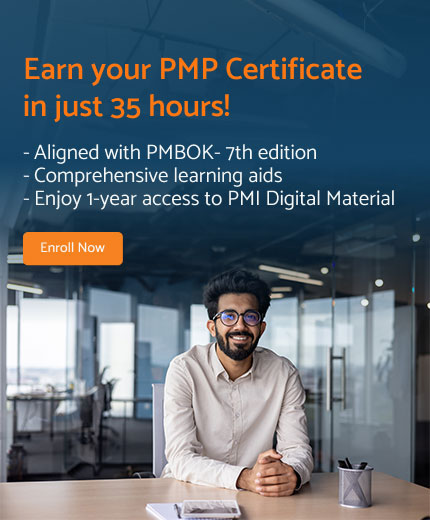 Earn your PMP Certificate
in just 35 hours!
- Aligned with PMBOK- 7th edition
- Comprehensive learning aids
- Enjoy 1-year access to PMI Digital Material
Enroll Now